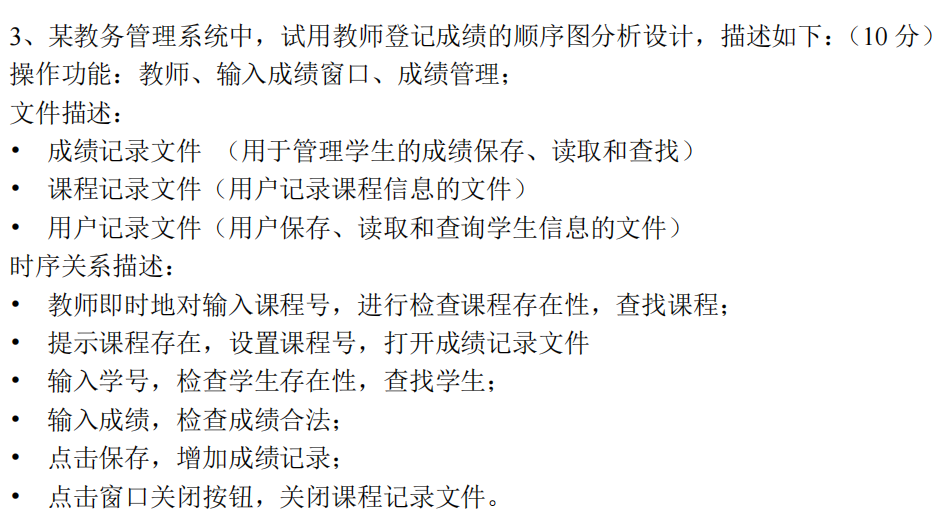 3、某教务管理系统中，试用教师登记成绩的顺序图分析设计，描述如下：（10 分）
操作功能：教师、输入成绩窗口、成绩管理；
文件描述：
• 成绩记录文件 （用于管理学生的成绩保存、读取和查找）
• 课程记录文件（用户记录课程信息的文件）
• 用户记录文件（用户保存、读取和查询学生信息的文件）
时序关系描述：
• 教师即时地对输入课程号，进行检查课程存在性，查找课程；
• 提示课程存在，设置课程号，打开成绩记录文件
• 输入学号，检查学生存在性，查找学生；
• 输入成绩，检查成绩合法；
• 点击保存，增加成绩记录；
• 点击窗口关闭按钮，关闭课程记录文件。